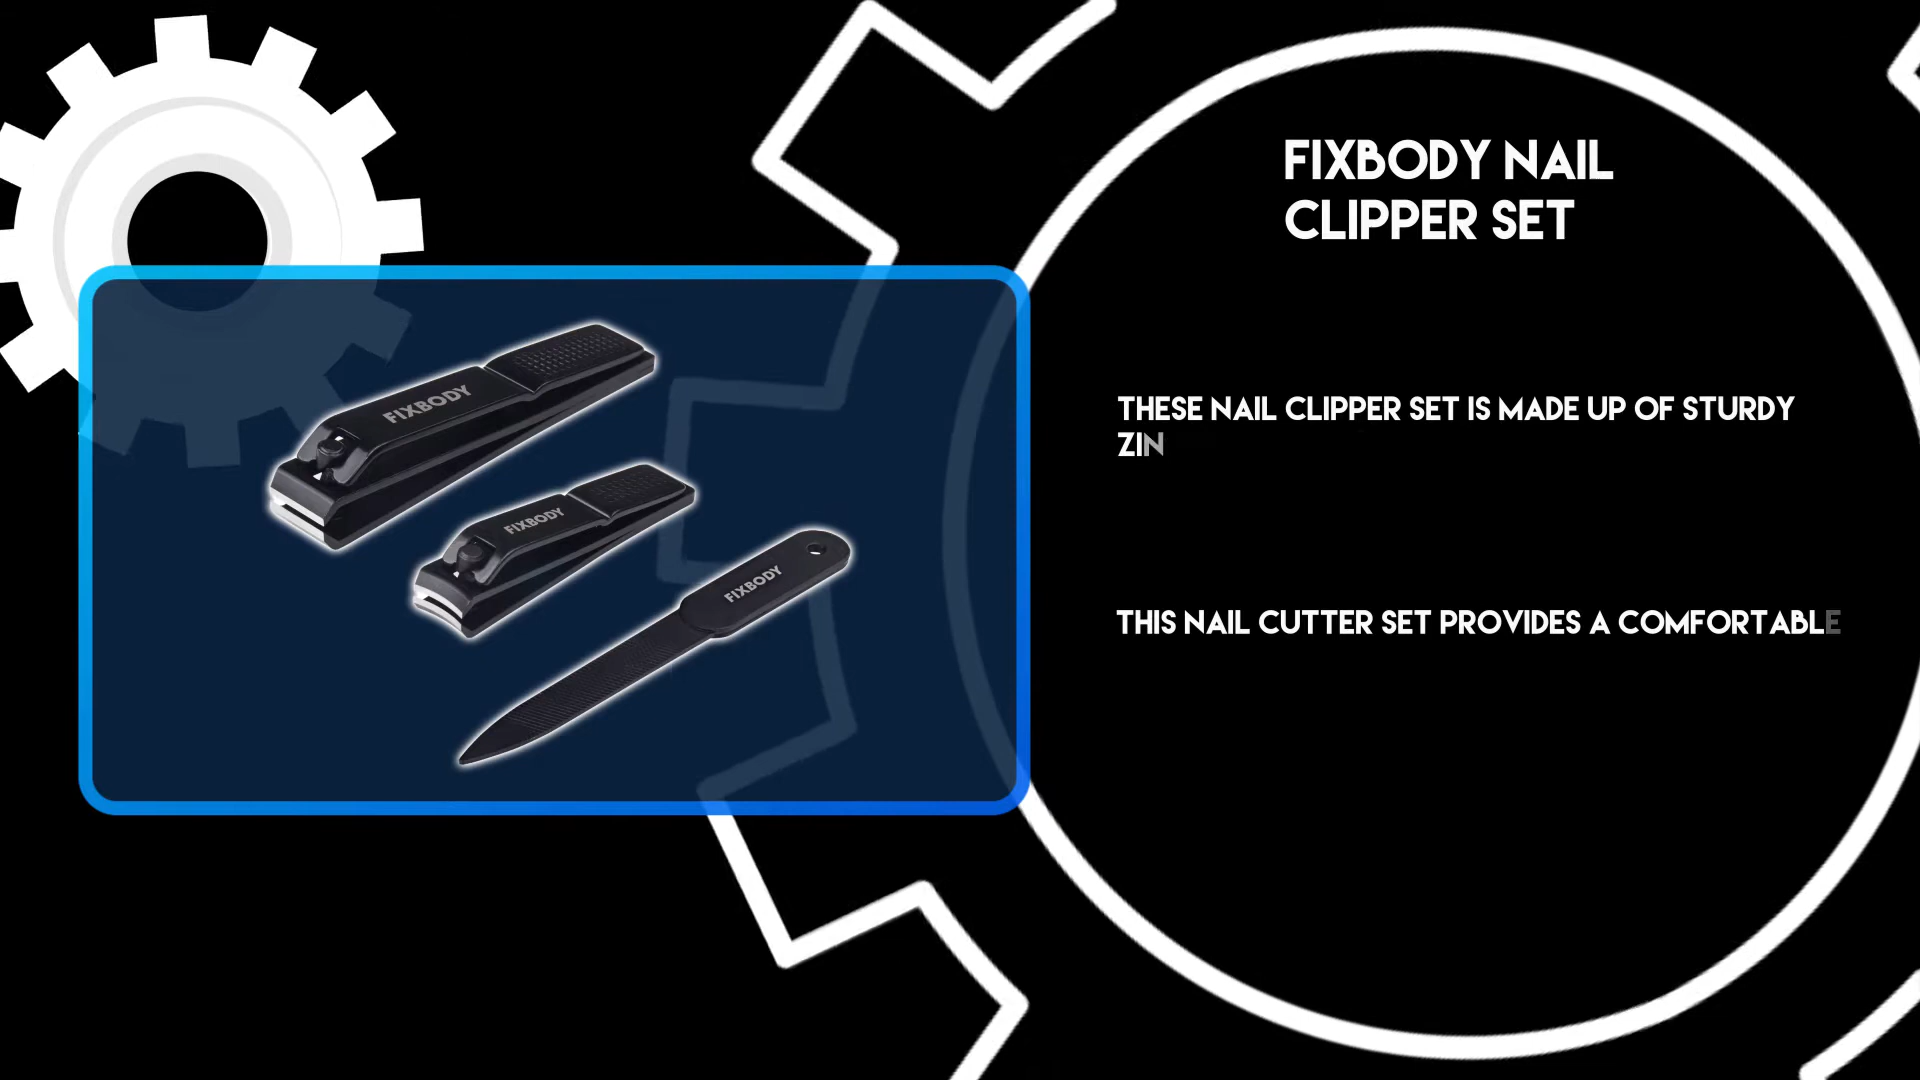 FIXBODY NAIL
CLIPPER SET
FIXBODY
FIXBODY
FIXBODY
THESE NAIL CLIPPER SET IS MADE UP OF STURDY
ZIN
THIS NAIL CUTTER SET PROVIDES A COMFORTABLE